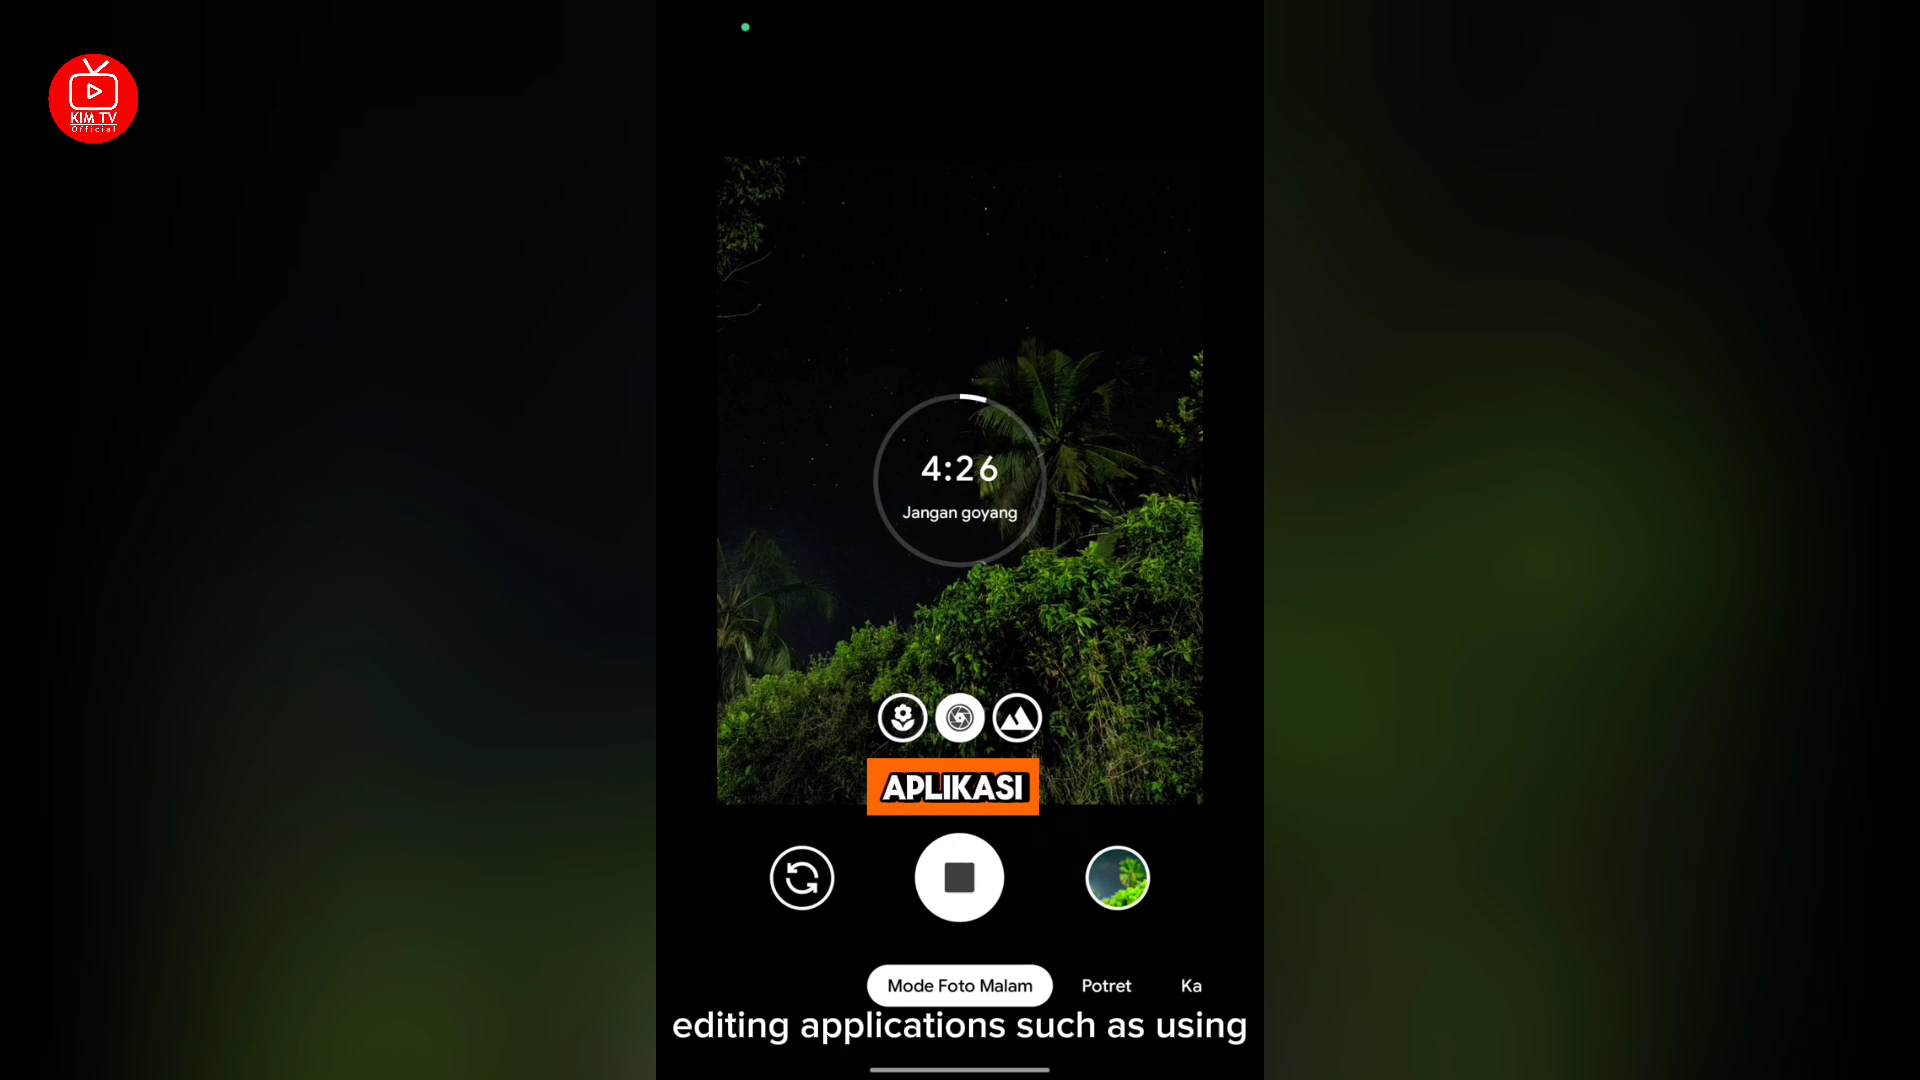 KIM TV
Official
4:26
Jangan goyang
APLIKASI
Mode Foto Malam
Potret
Ka
editing applications such as using